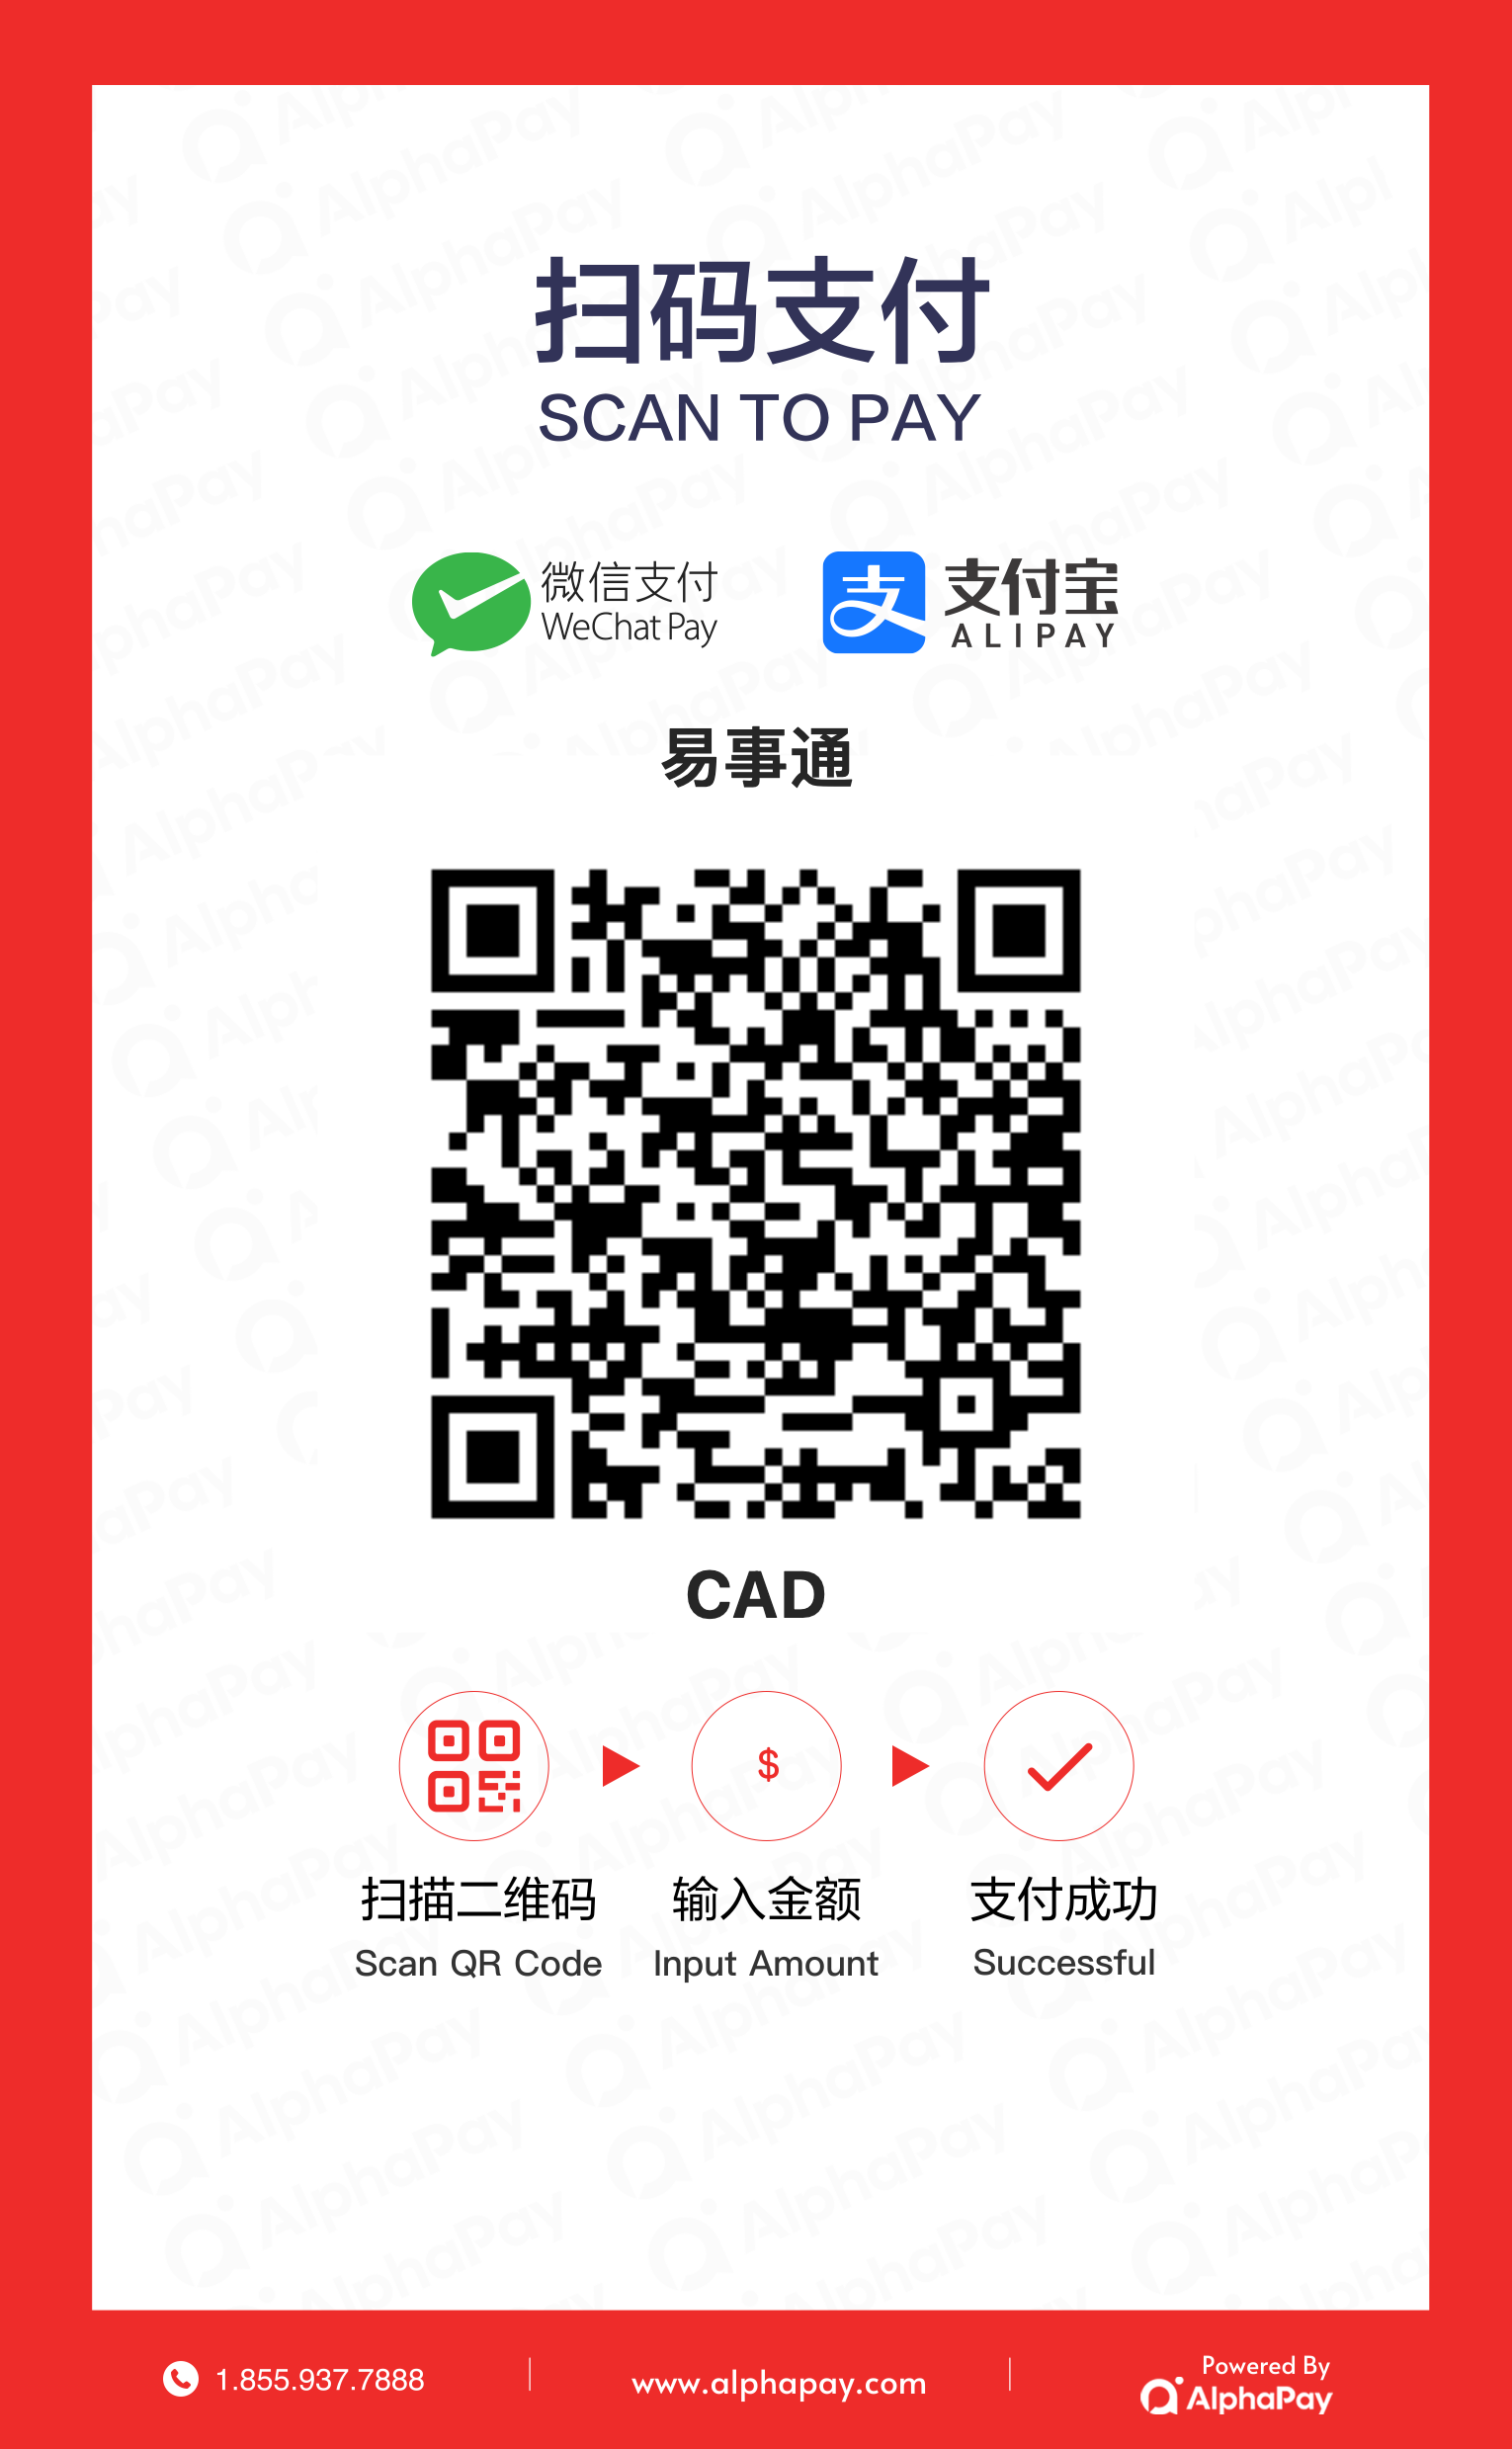 扫码支付
SCAN TO PAY
微信支付
WeChat Pay
支付宝
ALIPAY
易事通
CAD
$
扫描二维码
Scan QR Code
输入金额
Input Amount
支付成功
Successful
1.855.937.7888
www.alphapay.com
Powered By
AlphaPay